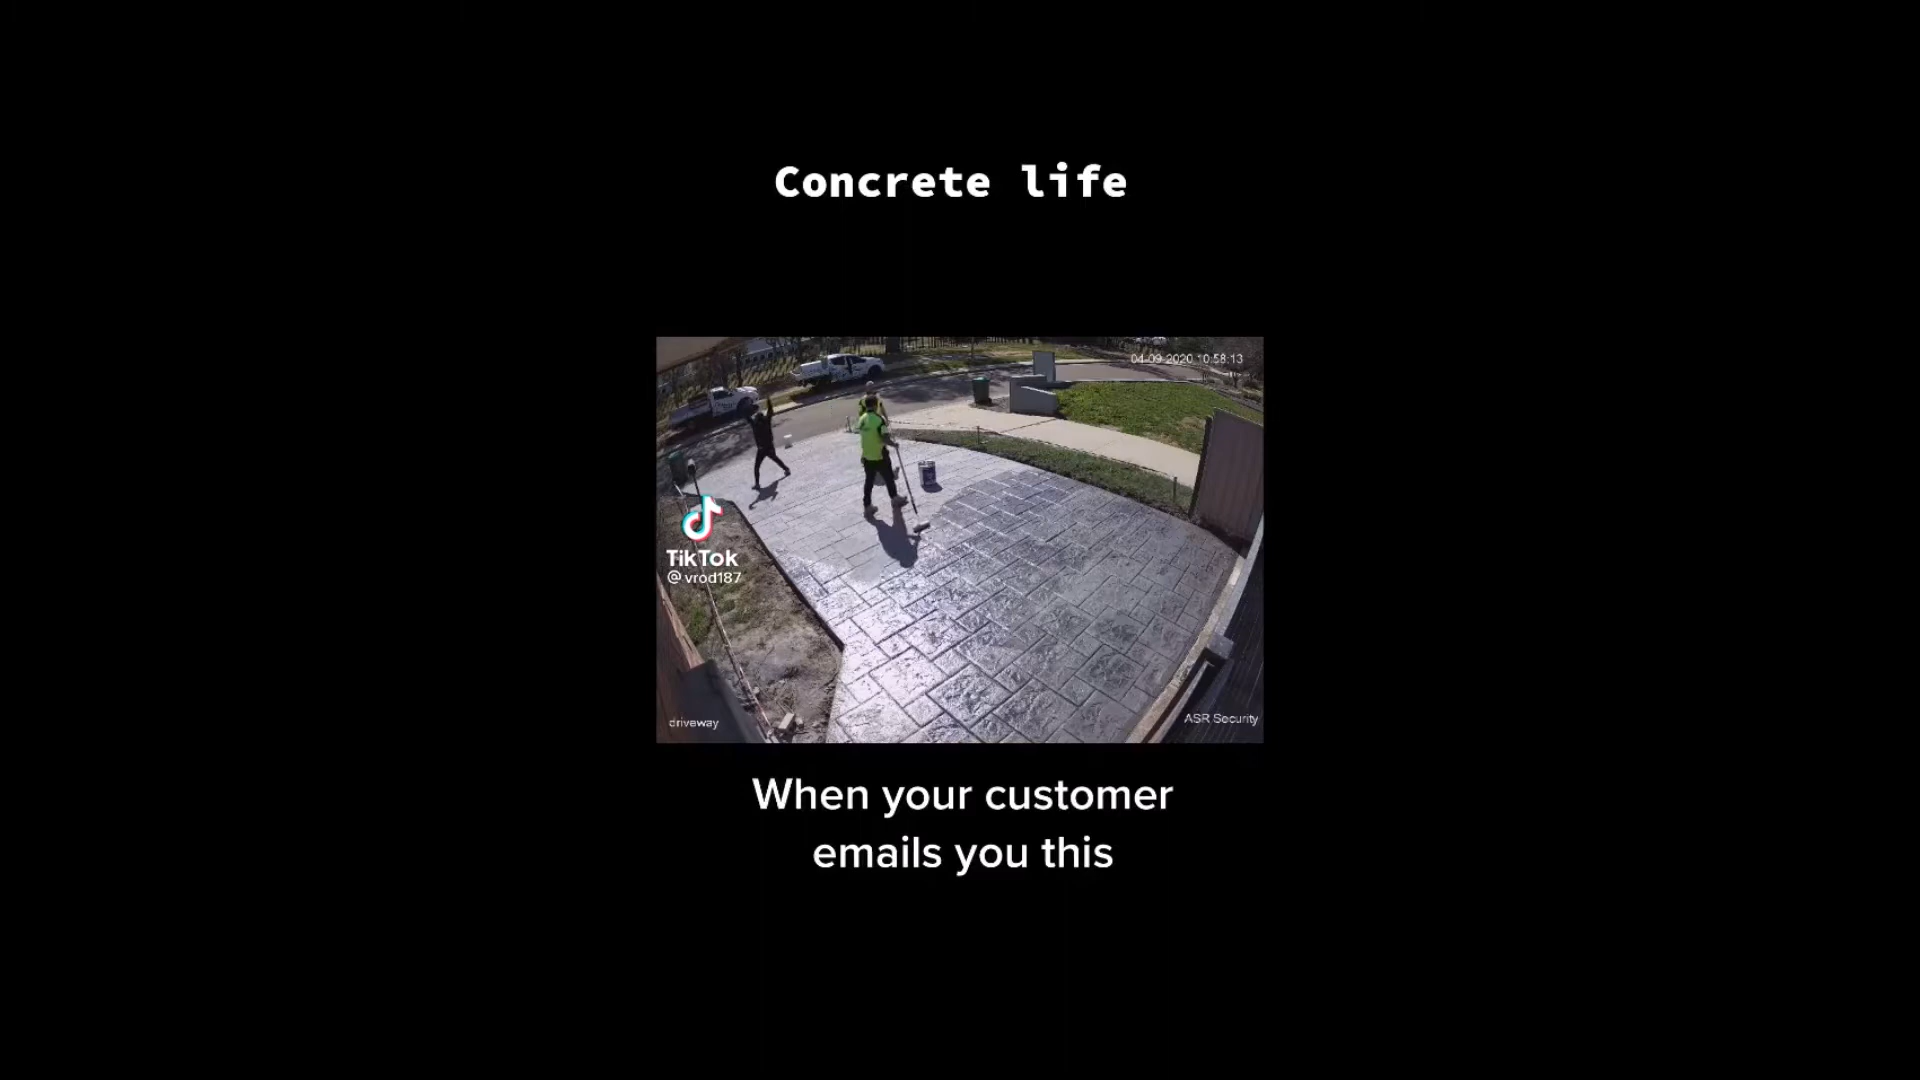 Concrete life
04-09-2020 10:58:13
TikTok
@vrod187
driveway
ASR Security
When your customer
emails you this